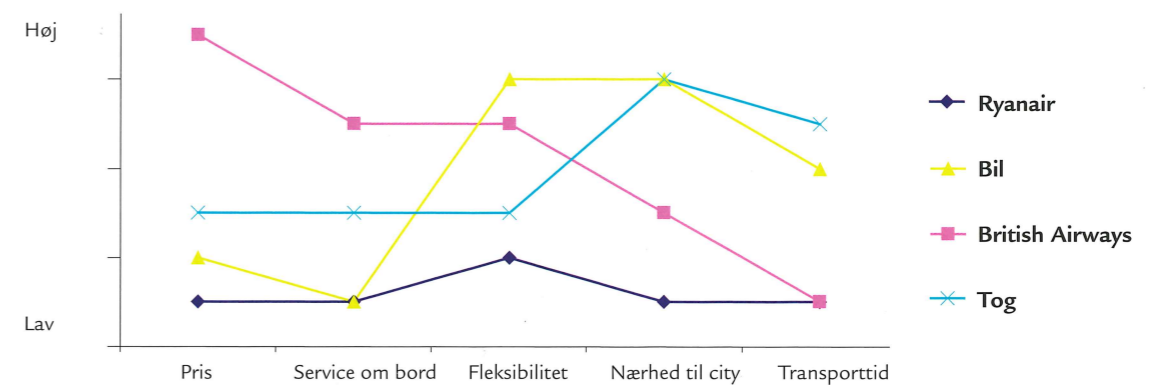 Høj
Lav
Pris
Service om bord
Fleksibilitet
Nærhed til city
Transporttid
Ryanair
Bil
British Airways
Tog